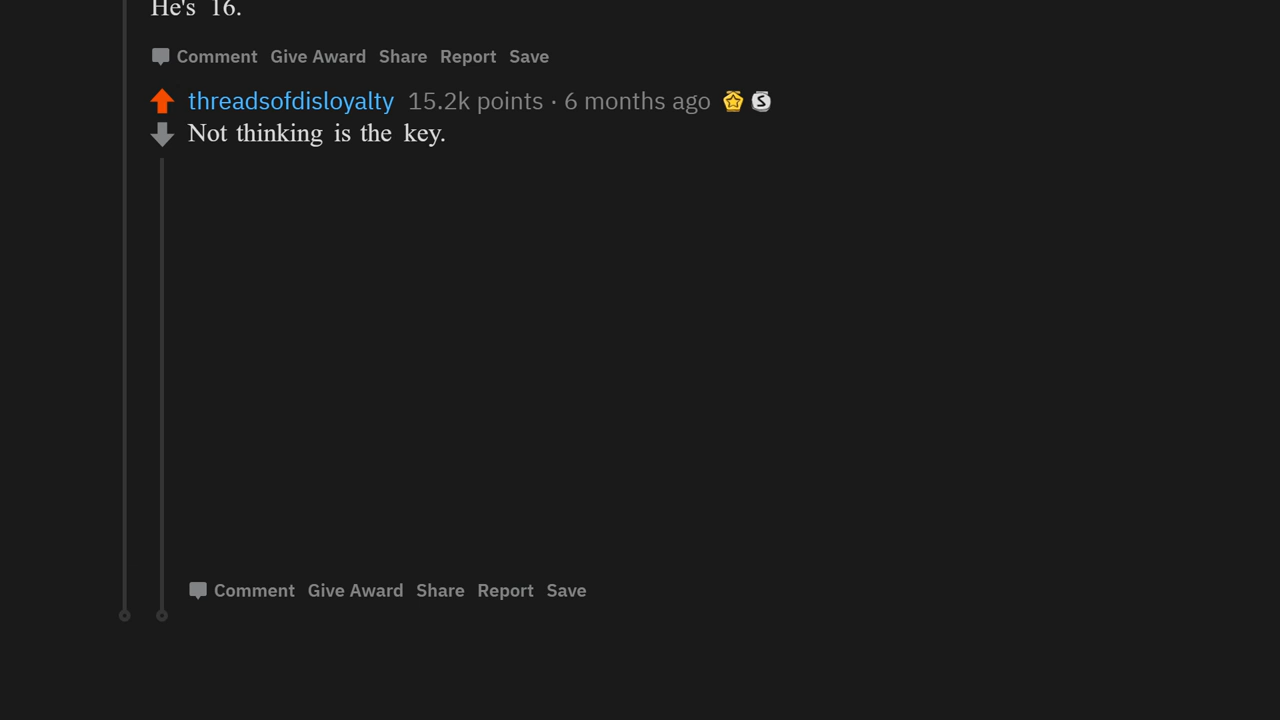 He's 16.
Comment Give Award Share Report Save
threadsofdisloyalty 15.2k points · 6 months ago S
Not thinking is the key.
Comment Give Award Share Report Save